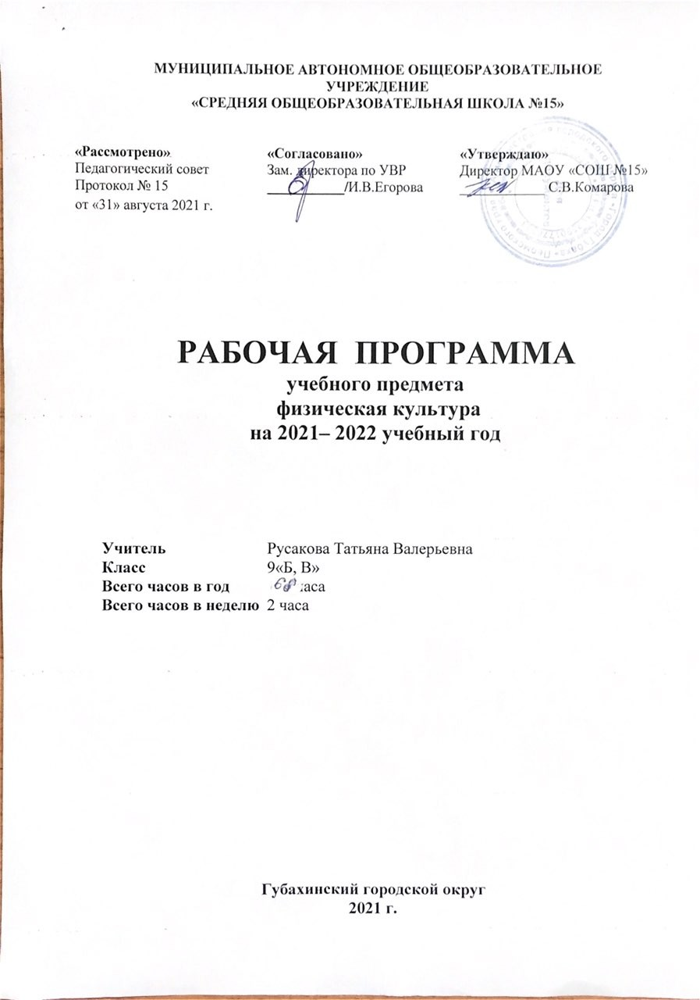 МУНИЦИПАЛЬНОЕ АВТОНОМНОЕ ОБЩЕОБРАЗОВАТЕЛЬНОЕ
УЧРЕЖДЕНИЕ
«СРЕДНЯЯ ОБЩЕОБРАЗОВАТЕЛЬНАЯ ШКОЛА №15»
«Рассмотрено»
Педагогический совет
Протокол № 15
от «31» августа 2021 г.
«Согласовано»
Зам. директора по УВР
___________/И.В.Егорова
«Утверждаю»
Директор МАОУ «СОШ №15»
____________ С.В.Комарова
РАБОЧАЯ ПРОГРАММА
учебного предмета
физическая культура
на 2021– 2022 учебный год
Учитель Русакова Татьяна Валерьевна
Класс 9«Б, В»
Всего часов в год 68 часа
Всего часов в неделю 2 часа
Губахинский городской округ
2021 г.